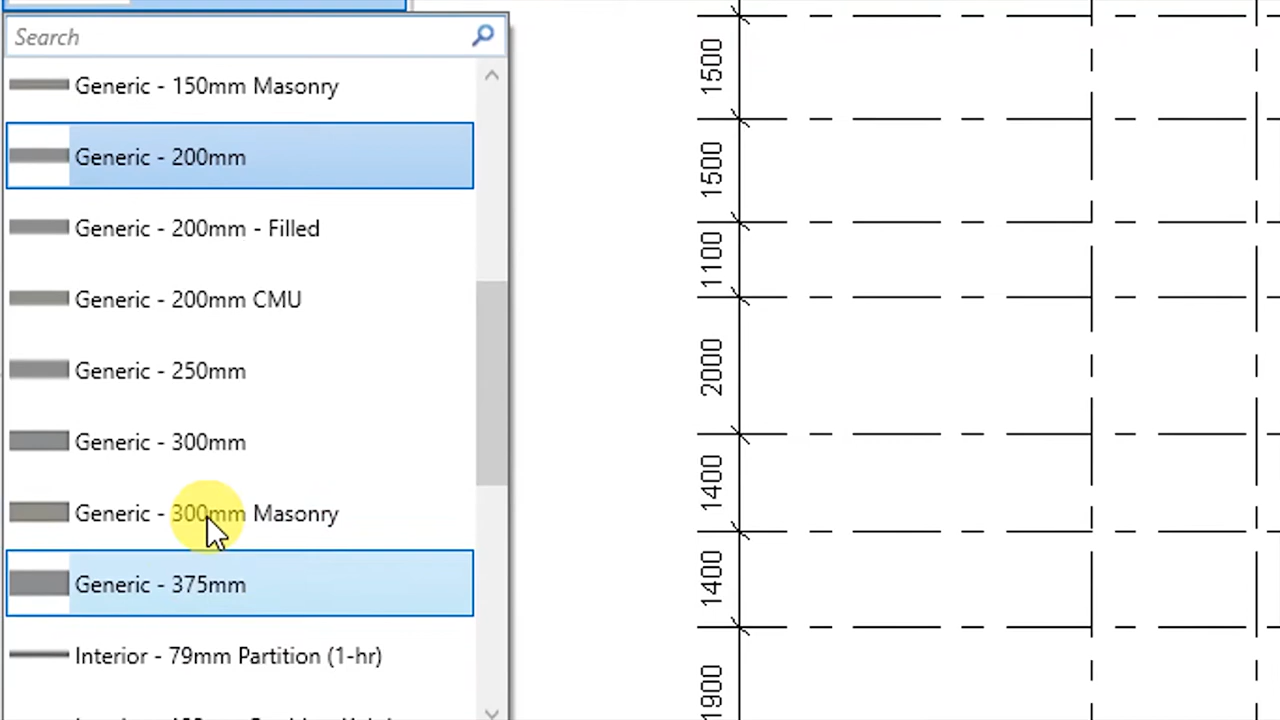 Search
Generic - 150mm Masonry
Generic - 200mm
Generic - 200mm - Filled
Generic - 200mm CMU
Generic - 250mm
Generic - 300mm
Generic - 300mm Masonry
Generic - 375mm
Interior - 79mm Partition (1-hr)
1500
1500
1100
2000
1400
1400
1900